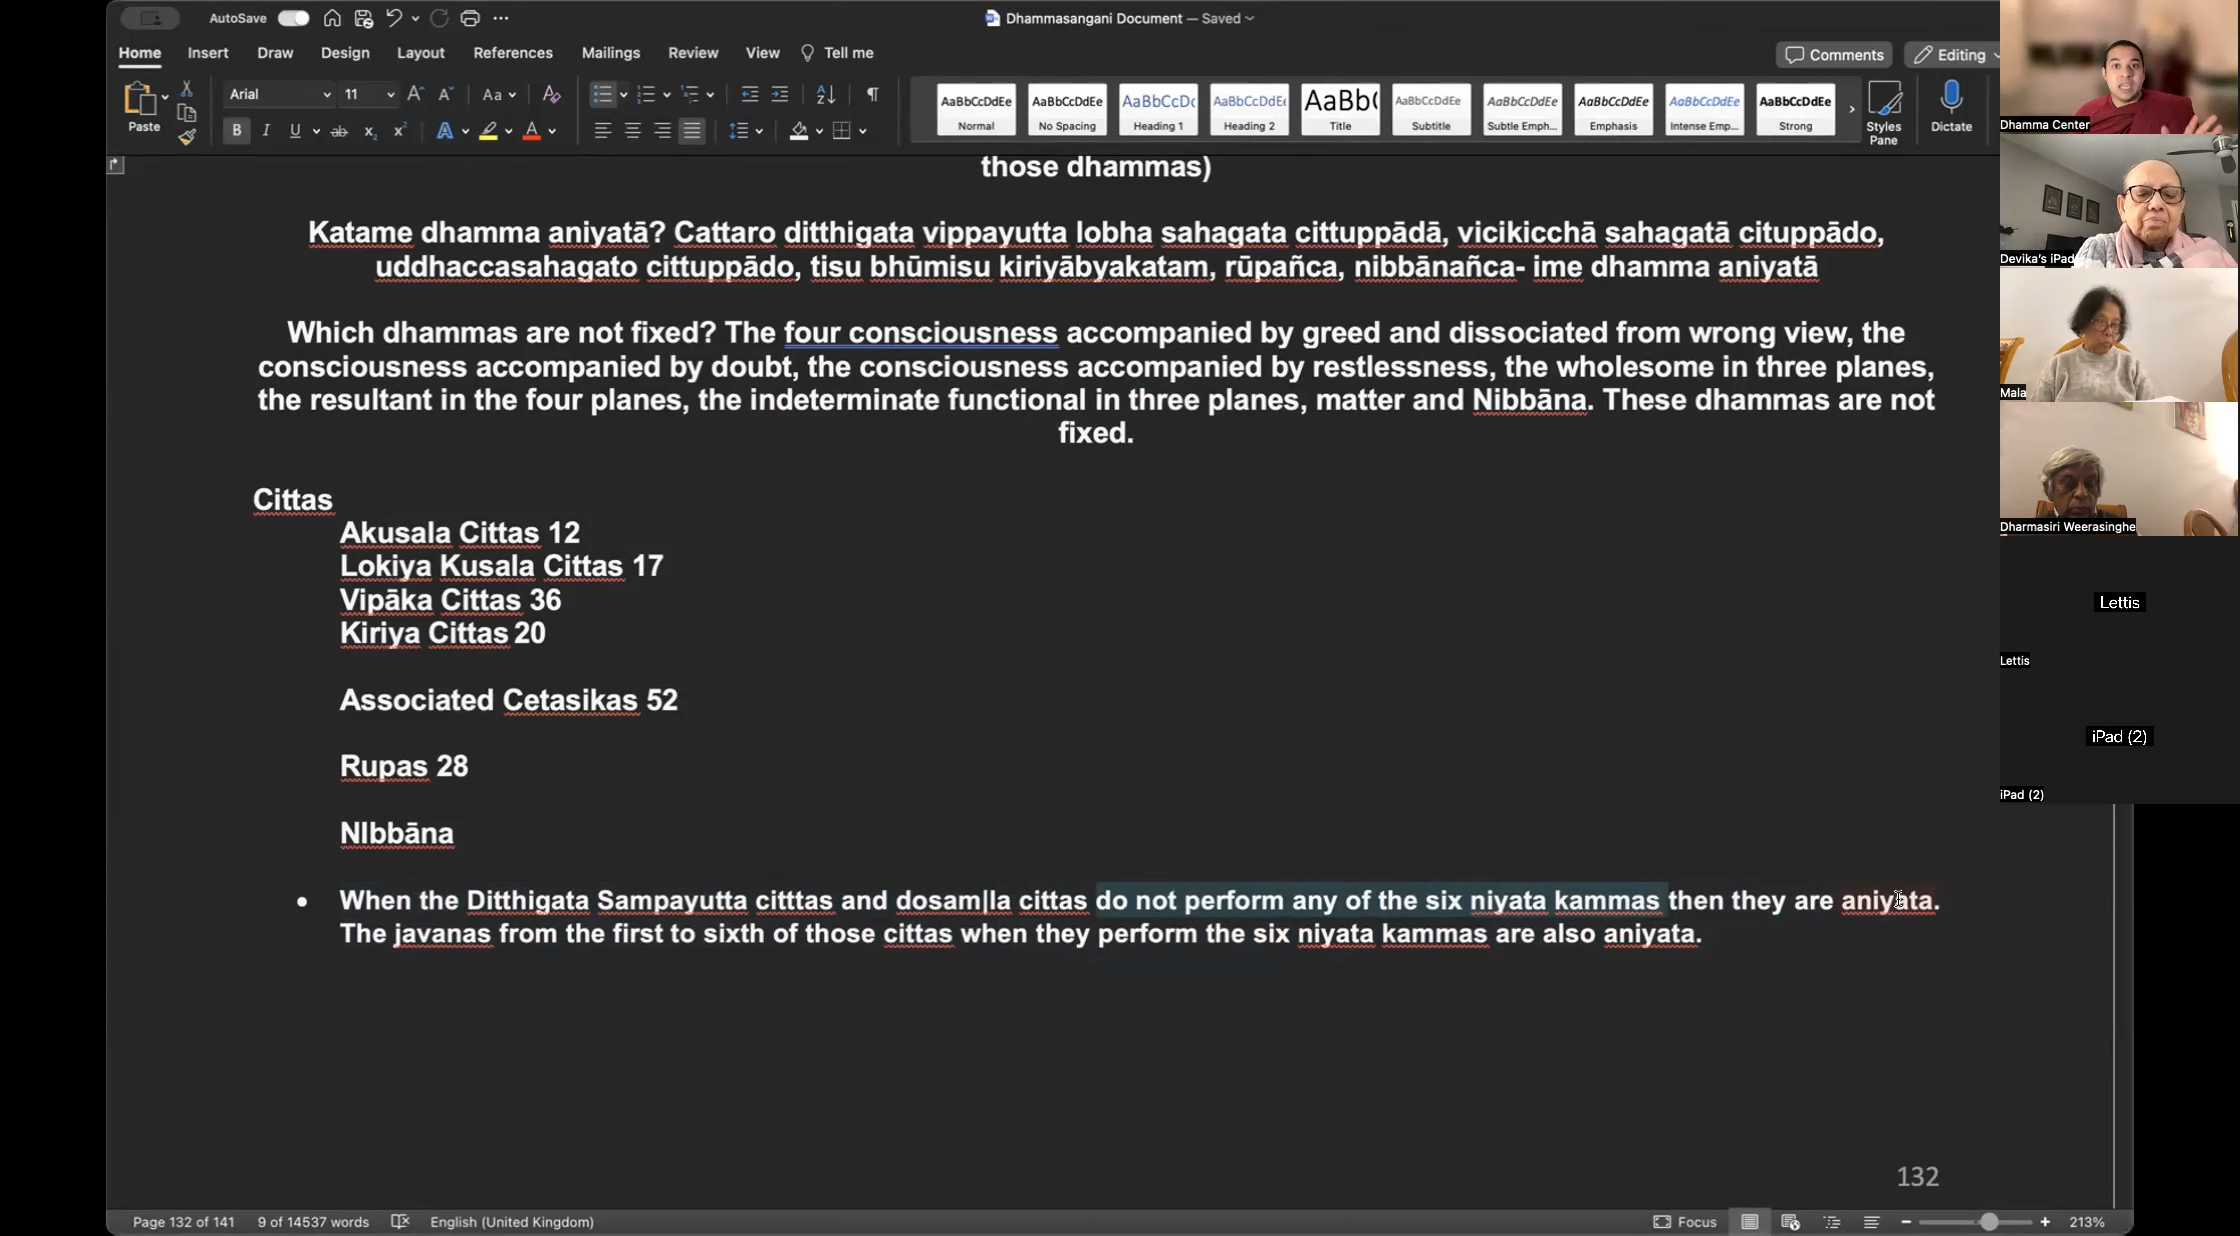 AutoSave
Dhammasangani Document — Saved
Home Insert Draw Design Layout References Mailings Review View Tell me
Comments Editing
Paste
Arial 11
Aa
AaBbCcDdEe AaBbCcDdEe AaBbCcDc AaBbCcDdEe AaBb( AaBbCcDdEe AaBbCcDdEe AaBbCcDdEe AaBbCcDdEe AaBbCcDdEe
Normal No Spacing Heading 1 Heading 2 Title Subtitle Subtle Emph... Emphasis Intense Emp... Strong
Styles Pane
Dictate
those dhammas)
Katame dhamma aniyatā? Cattaro ditthigata vippayutta lobha sahagata cittuppādā, vicikicchā sahagatā cituppādo,
uddhaccasahagato cittuppādo, tisu bhūmisu kiriyābyakatam, rūpañca, nibbānañca- ime dhamma aniyatā
Which dhammas are not fixed? The four consciousness accompanied by greed and dissociated from wrong view, the
consciousness accompanied by doubt, the consciousness accompanied by restlessness, the wholesome in three planes,
the resultant in the four planes, the indeterminate functional in three planes, matter and Nibbāna. These dhammas are not
fixed.
Cittas
Akusala Cittas 12
Lokiya Kusala Cittas 17
Vipāka Cittas 36
Kiriya Cittas 20
Associated Cetasikas 52
Rupas 28
NIbbāna
• When the Ditthigata Sampayutta citttas and dosam|la cittas do not perform any of the six niyata kammas then they are aniyata.
The javanas from the first to sixth of those cittas when they perform the six niyata kammas are also aniyata.
132
Page 132 of 141 9 of 14537 words English (United Kingdom) Focus 213%
Dhamma Center
Devika's iPad
Mala
Dharmasiri Weerasinghe
Lettis
Lettis
iPad (2)
iPad (2)